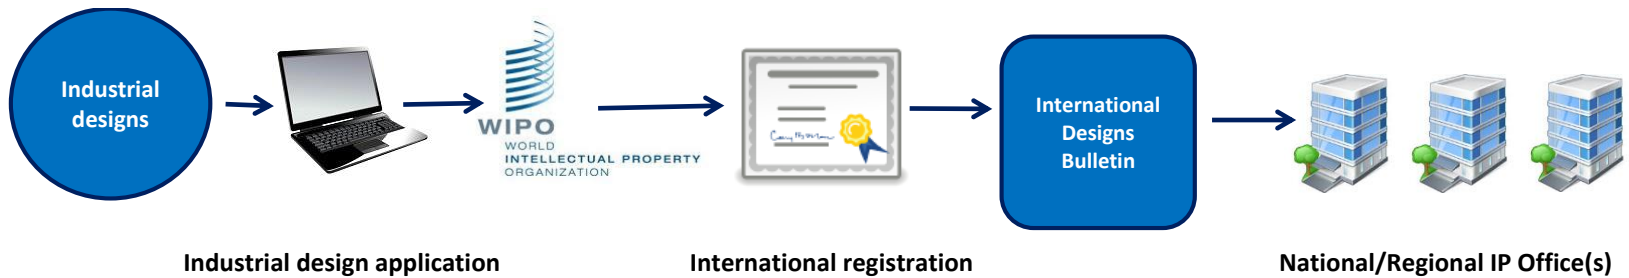 Industrial
designs
WIPO
WORLD
INTELLECTUAL PROPERTY
ORGANIZATION
International
Designs
Bulletin
Industrial design application
International registration
National/Regional IP Office(s)